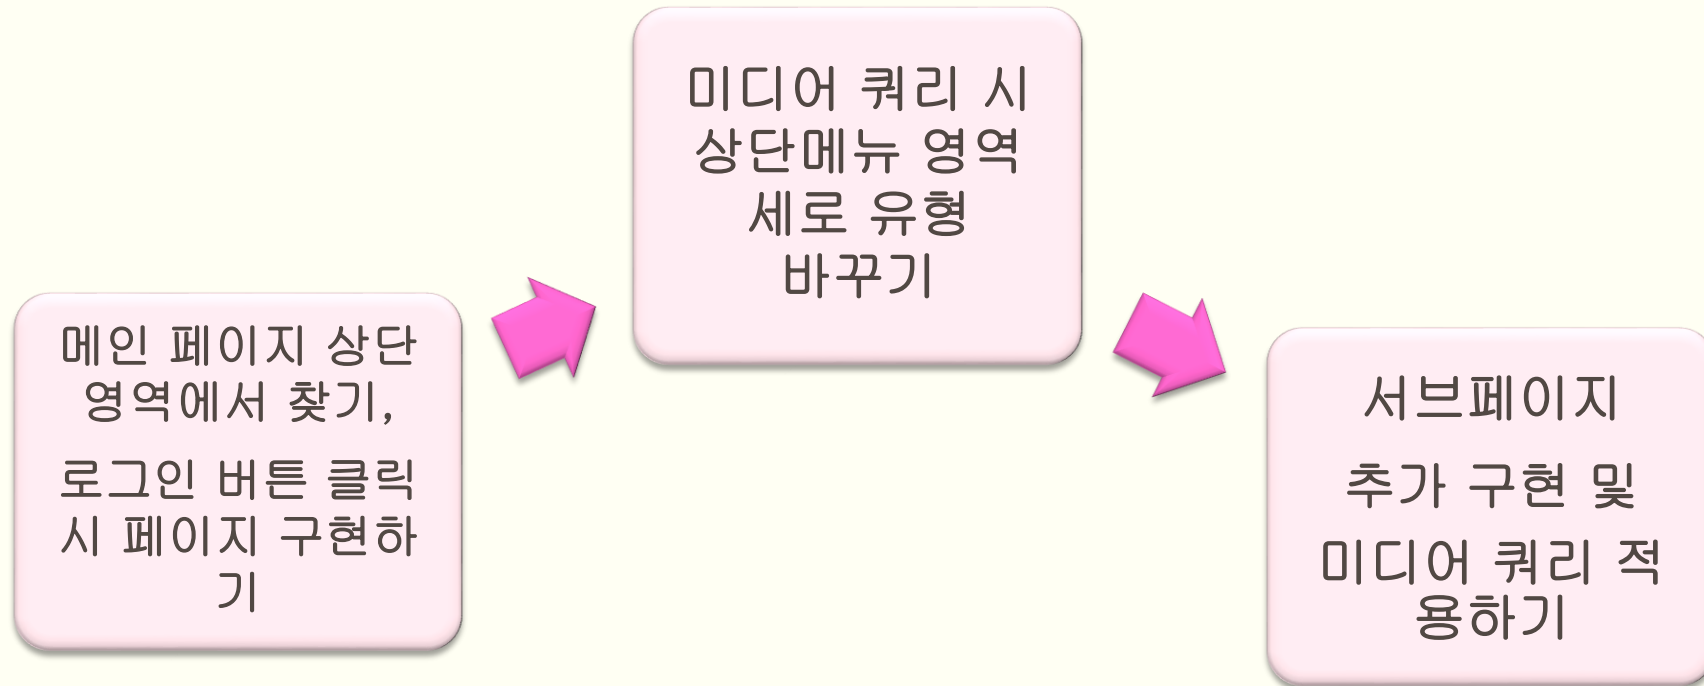 메인 페이지 상단
영역에서 찾기,
로그인 버튼 클릭
시 페이지 구현하
기
미디어 쿼리 시
상단메뉴 영역
세로 유형
바꾸기
서브페이지
추가 구현 및
미디어 쿼리 적
용하기